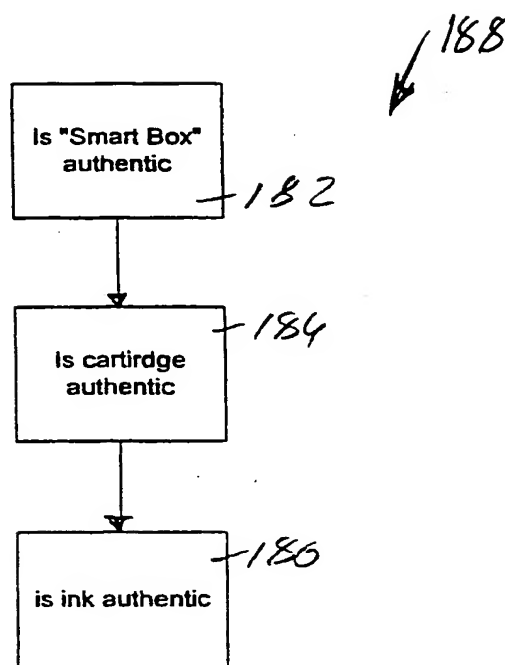 188
Is "Smart Box"
authentic
182
184
Is cartirdge
authentic
186
is ink authentic